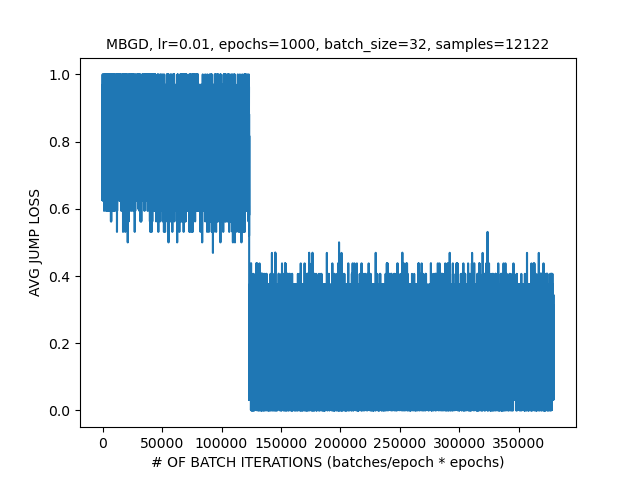 MBGD, lr=0.01, epochs=1000, batch_size=32, samples=12122
1.0
0.8
0.6
0.4
0.2
0.0
AVG JUMP LOSS
0 50000 100000 150000 200000 250000 300000 350000
# OF BATCH ITERATIONS (batches/epoch * epochs)